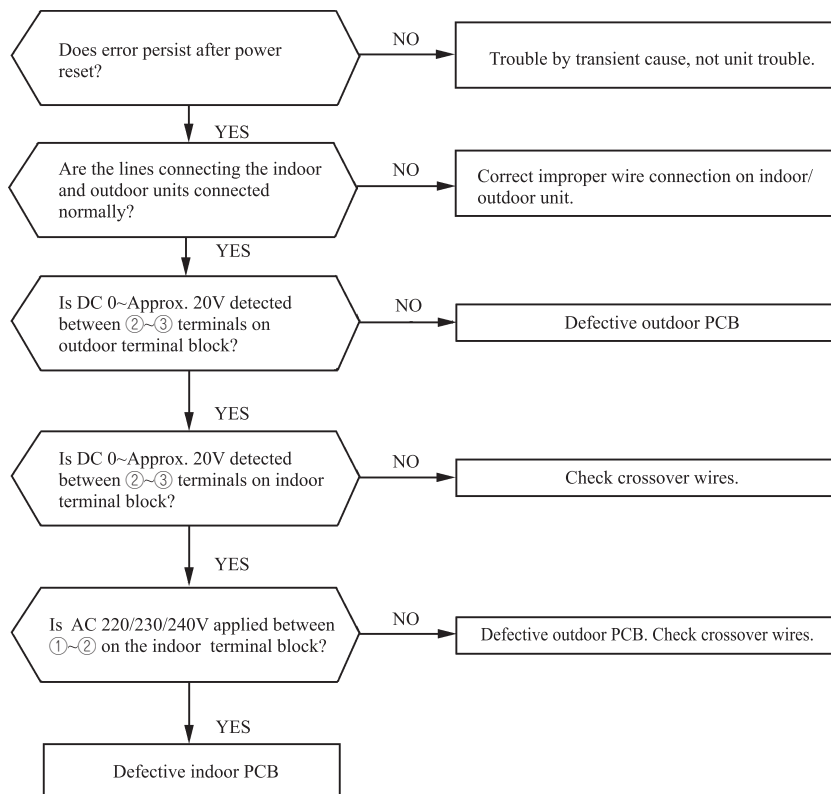 Does error persist after power
reset?
NO
Trouble by transient cause, not unit trouble.
YES
Are the lines connecting the indoor
and outdoor units connected
normally?
NO
Correct improper wire connection on indoor/
outdoor unit.
YES
Is DC 0~Approx. 20V detected
between ②~③ terminals on
outdoor terminal block?
NO
Defective outdoor PCB
YES
Is DC 0~Approx. 20V detected
between ②~③ terminals on indoor
terminal block?
NO
Check crossover wires.
YES
Is AC 220/230/240V applied between
①~② on the indoor terminal block?
NO
Defective outdoor PCB. Check crossover wires.
YES
Defective indoor PCB